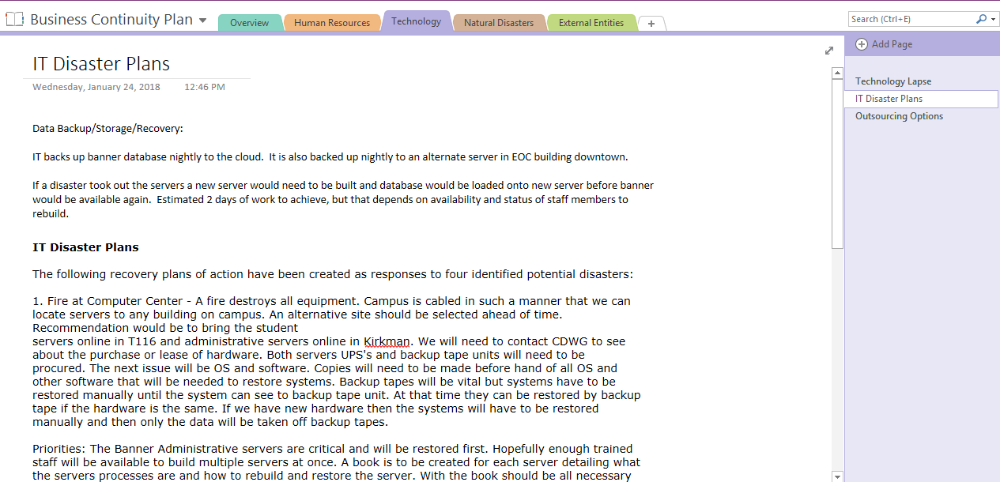 Business Continuity Plan
Overview
Human Resources
Technology
Natural Disasters
External Entities
+
Search (Ctrl+E)
IT Disaster Plans
Wednesday, January 24, 2018 12:46 PM
Data Backup/Storage/Recovery:
IT backs up banner database nightly to the cloud.  It is also backed up nightly to an alternate server in EOC building downtown.
If a disaster took out the servers a new server would need to be built and database would be loaded onto new server before banner
would be available again.  Estimated 2 days of work to achieve, but that depends on availability and status of staff members to
rebuild.
IT Disaster Plans
The following recovery plans of action have been created as responses to four identified potential disasters:
1. Fire at Computer Center - A fire destroys all equipment. Campus is cabled in such a manner that we can
locate servers to any building on campus. An alternative site should be selected ahead of time.
Recommendation would be to bring the student
servers online in T116 and administrative servers online in Kirkman. We will need to contact CDWG to see
about the purchase or lease of hardware. Both servers UPS's and backup tape units will need to be
procured. The next issue will be OS and software. Copies will need to be made before hand of all OS and
other software that will be needed to restore systems. Backup tapes will be vital but systems have to be
restored manually until the system can see to backup tape unit. At that time they can be restored by backup
tape if the hardware is the same. If we have new hardware then the systems will have to be restored
manually and then only the data will be taken off backup tapes.
Priorities: The Banner Administrative servers are critical and will be restored first. Hopefully enough trained
staff will be available to build multiple servers at once. A book is to be created for each server detailing what
the servers processes are and how to rebuild and restore the server. With the book should be all necessary
Add Page
Technology Lapse
IT Disaster Plans
Outsourcing Options